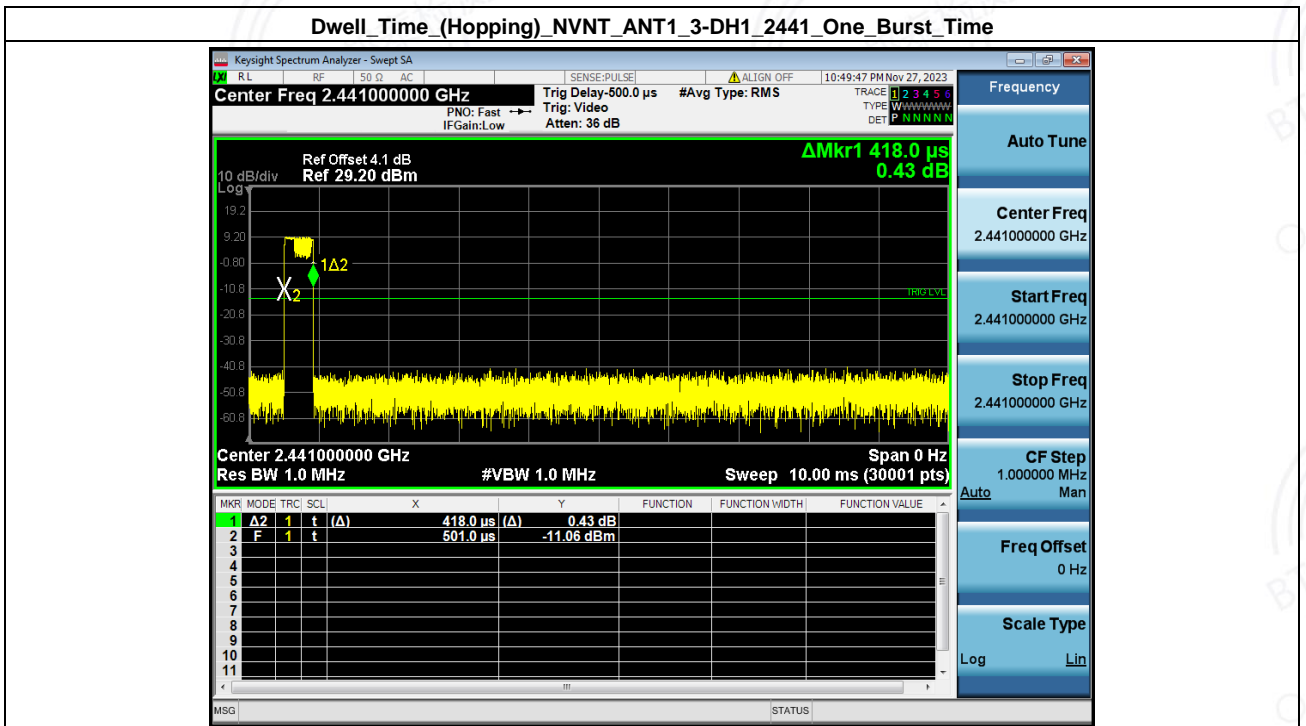 Dwell_Time_(Hopping)_NVNT_ANT1_3-DH1_2441_One_Burst_Time
Keysight Spectrum Analyzer - Swept SA
LXI RL RF 50 Ω AC SENSE:PULSE ALIGN OFF 10:49:47 PM Nov 27, 2023
Center Freq 2.441000000 GHz
PNO: Fast
IFGain:Low
Trig Delay-500.0 µs
Trig: Video
Atten: 36 dB
#Avg Type: RMS
TRACE 1 2 3 4 5 6
TYPE WWWWWW
DET P N N N N N
ΔMkr1 418.0 µs
0.43 dB
Ref Offset 4.1 dB
10 dB/div Ref 29.20 dBm
Log
19.2
9.20
-0.80
-10.8
-20.8
-30.8
-40.8
-50.8
-60.8
1Δ2
X2
TRIG LVL
Center 2.441000000 GHz Span 0 Hz
Res BW 1.0 MHz #VBW 1.0 MHz Sweep 10.00 ms (30001 pts)
MKR MODE TRC SCL X Y FUNCTION FUNCTION WIDTH FUNCTION VALUE
1 Δ2 1 t (Δ) 418.0 µs (Δ) 0.43 dB
2 F 1 t 501.0 µs -11.06 dBm
3
4
5
6
7
8
9
10
11
MSG STATUS
Frequency
Auto Tune
Center Freq
2.441000000 GHz
Start Freq
2.441000000 GHz
Stop Freq
2.441000000 GHz
CF Step
1.000000 MHz
Auto Man
Freq Offset
0 Hz
Scale Type
Log Lin